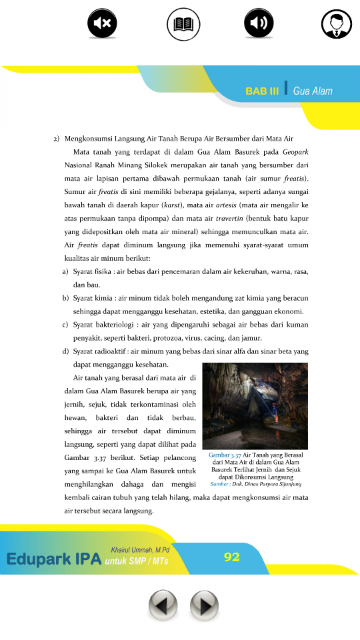 BAB III Gua Alam
2) Mengkonsumsi Langsung Air Tanah Berupa Air Bersumber dari Mata Air
Mata tanah yang terdapat di dalam Gua Alam Basurek pada Geopark
Nasional Ranah Minang Silokek merupakan air tanah yang bersumber dari
mata air lapisan pertama dibawah permukaan tanah (air sumur freatis).
Sumur air freatis di sini memiliki beberapa gejalanya, seperti adanya sungai
bawah tanah di daerah kapur (karst), mata air artesis (mata air mengalir ke
atas permukaan tanpa dipompa) dan mata air travertin (bentuk batu kapur
yang dideposikan oleh mata air mineral) sehingga memunculkan mata air.
Air freatis dapat diminum langsung jika memenuhi syarat-syarat umum
kualitas air minum berikut:
a) Syarat fisika : air bebas dari pencemaran dalam air kekeruhan, warna, rasa,
dan bau.
b) Syarat kimia : air minum tidak boleh mengandung zat kimia yang beracun
sehingga dapat mengganggu kesehatan, estetika, dan gangguan ekonomi.
c) Syarat bakteriologi : air yang dipengaruhi sebagai air bebas dari kuman
penyakit, seperti bakteri, protozoa, virus, cacing, dan jamur.
d) Syarat radioaktif : air minum yang bebas dari sinar alfa dan sinar beta yang
dapat mengganggu kesehatan.
Air tanah yang berasal dari mata air di
dalam Gua Alam Basurek berupa air yang
jernih, sejuk, tidak terkontaminasi oleh
hewan, bakteri dan tidak berbau,
sehingga air tersebut dapat diminum
langsung, seperti yang dapat dilihat pada
Gambar 3.37 berikut. Setiap pelancong
yang sampai ke Gua Alam Basurek untuk
menghilangkan dahaga dan mengisi
kembali cairan tubuh yang telah hilang, maka dapat mengkonsumsi air mata
air tersebut secara langsung.
Gambar 3.37 Air Tanah yang Berasal
dari Mata Air di dalam Gua Alam
Basurek Terlihat Jernih dan Sejuk
dapat Dikonsumsi Langsung
Sumber : Dok. Dinas Parpora Sijunjung
Khairul Ummah, M.Pd
Edupark IPA untuk SMP / MTs
92